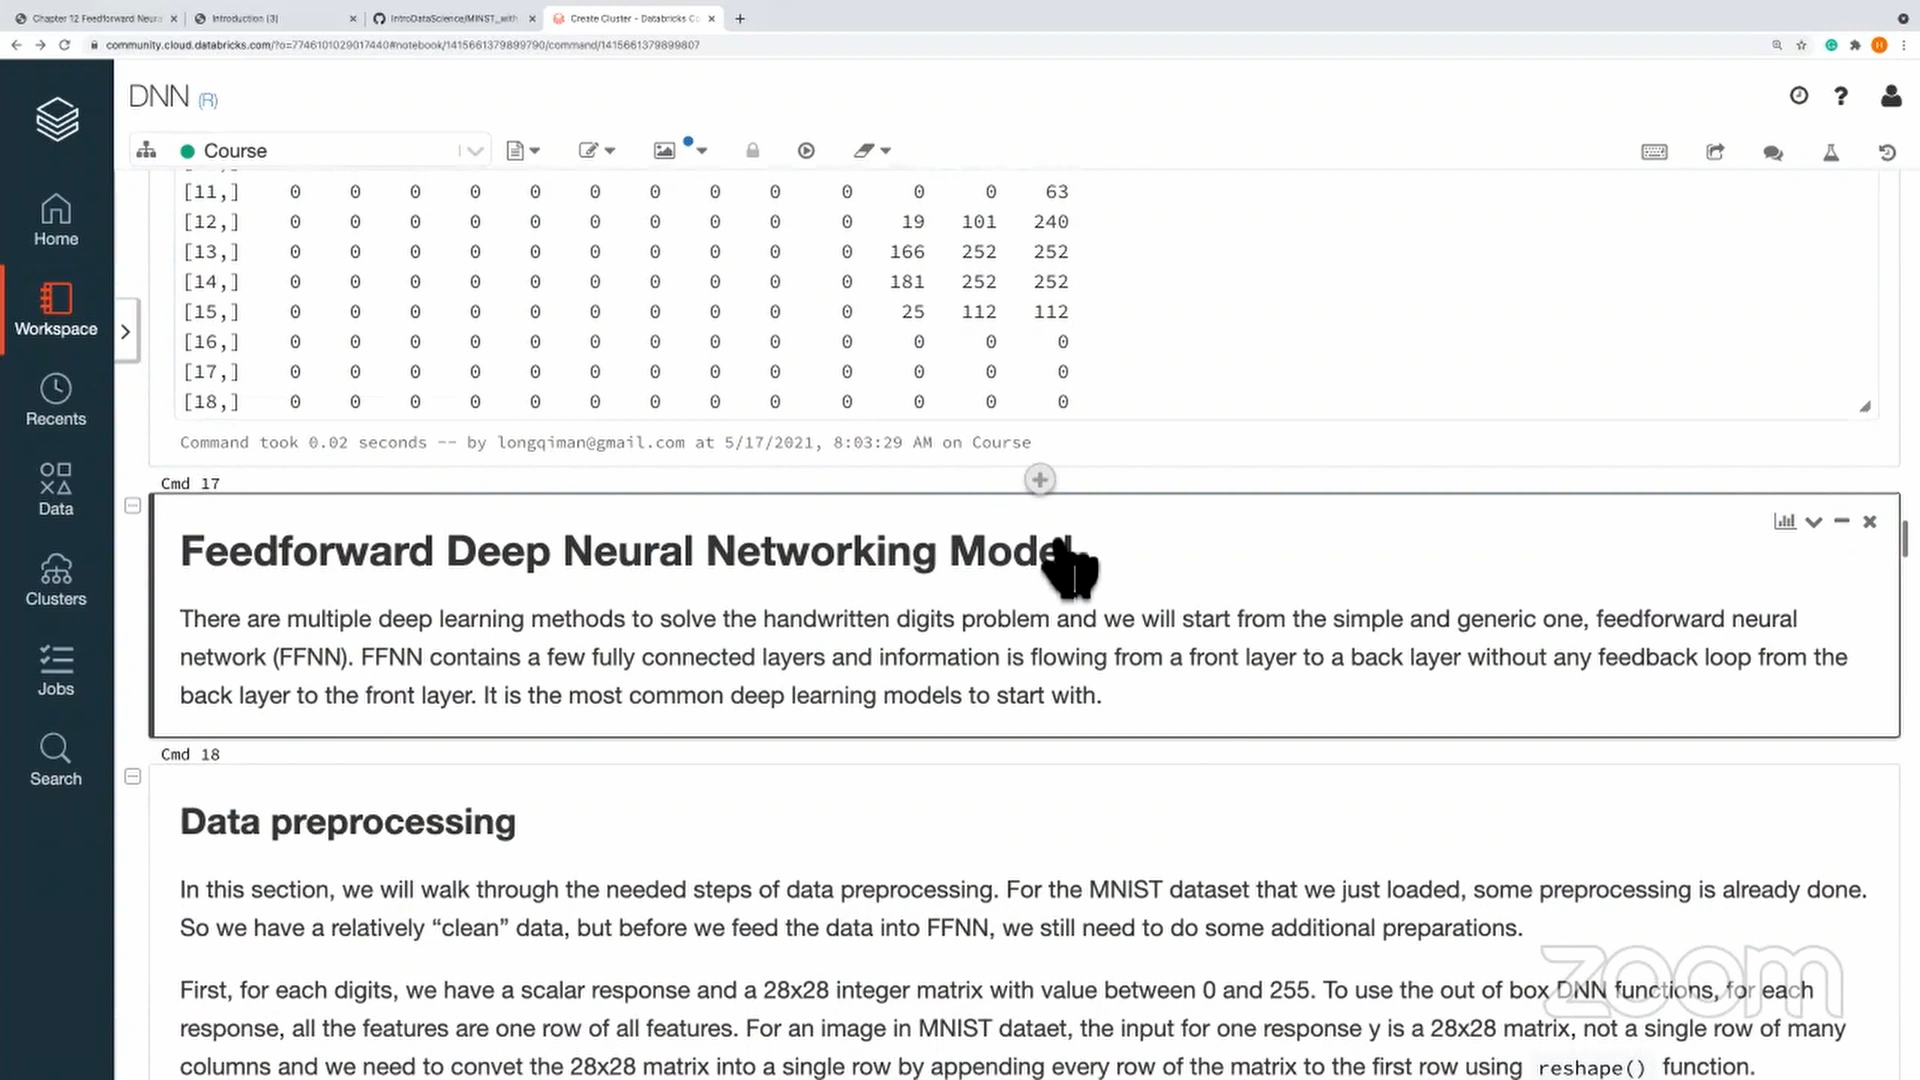 Chapter 12 Feedforward Neura
Introduction (3)
IntroDataScience/MINST_with
Create Cluster - Databricks Co
community.cloud.databricks.com/?o=7746101029017440#notebook/1415661379899790/command/1415661379899807
H
DNN (R)
Course
[11,] 0 0 0 0 0 0 0 0 0 0 0 0 63
[12,] 0 0 0 0 0 0 0 0 0 0 19 101 240
[13,] 0 0 0 0 0 0 0 0 0 0 166 252 252
[14,] 0 0 0 0 0 0 0 0 0 0 181 252 252
[15,] 0 0 0 0 0 0 0 0 0 0 25 112 112
[16,] 0 0 0 0 0 0 0 0 0 0 0 0 0
[17,] 0 0 0 0 0 0 0 0 0 0 0 0 0
[18,] 0 0 0 0 0 0 0 0 0 0 0 0 0
Command took 0.02 seconds -- by longqiman@gmail.com at 5/17/2021, 8:03:29 AM on Course
Cmd 17
Feedforward Deep Neural Networking Model
There are multiple deep learning methods to solve the handwritten digits problem and we will start from the simple and generic one, feedforward neural
network (FFNN). FFNN contains a few fully connected layers and information is flowing from a front layer to a back layer without any feedback loop from the
back layer to the front layer. It is the most common deep learning models to start with.
Cmd 18
Data preprocessing
In this section, we will walk through the needed steps of data preprocessing. For the MNIST dataset that we just loaded, some preprocessing is already done.
So we have a relatively “clean” data, but before we feed the data into FFNN, we still need to do some additional preparations.
First, for each digits, we have a scalar response and a 28x28 integer matrix with value between 0 and 255. To use the out of box DNN functions, for each
response, all the features are one row of all features. For an image in MNIST dataet, the input for one response y is a 28x28 matrix, not a single row of many
columns and we need to convet the 28x28 matrix into a single row by appending every row of the matrix to the first row using reshape() function.
Home
Workspace
Recents
Data
Clusters
Jobs
Search
zoom